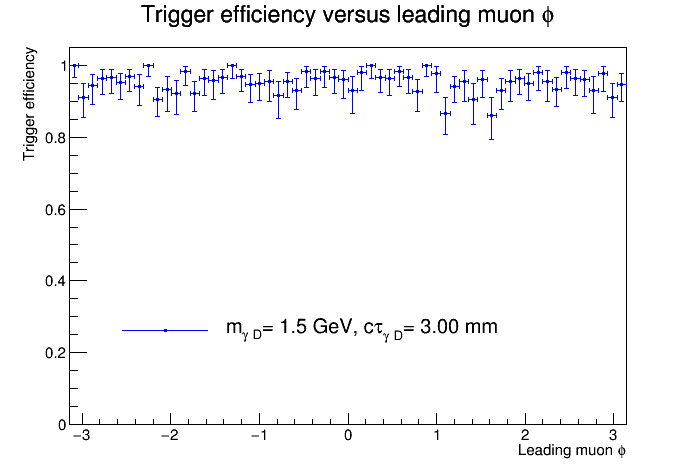 Trigger efficiency versus leading muon ϕ
Trigger efficiency
1
0.8
0.6
0.4
0.2
0
m_γ D= 1.5 GeV, cτ_γ D= 3.00 mm
−3 −2 −1 0 1 2 3
Leading muon ϕ